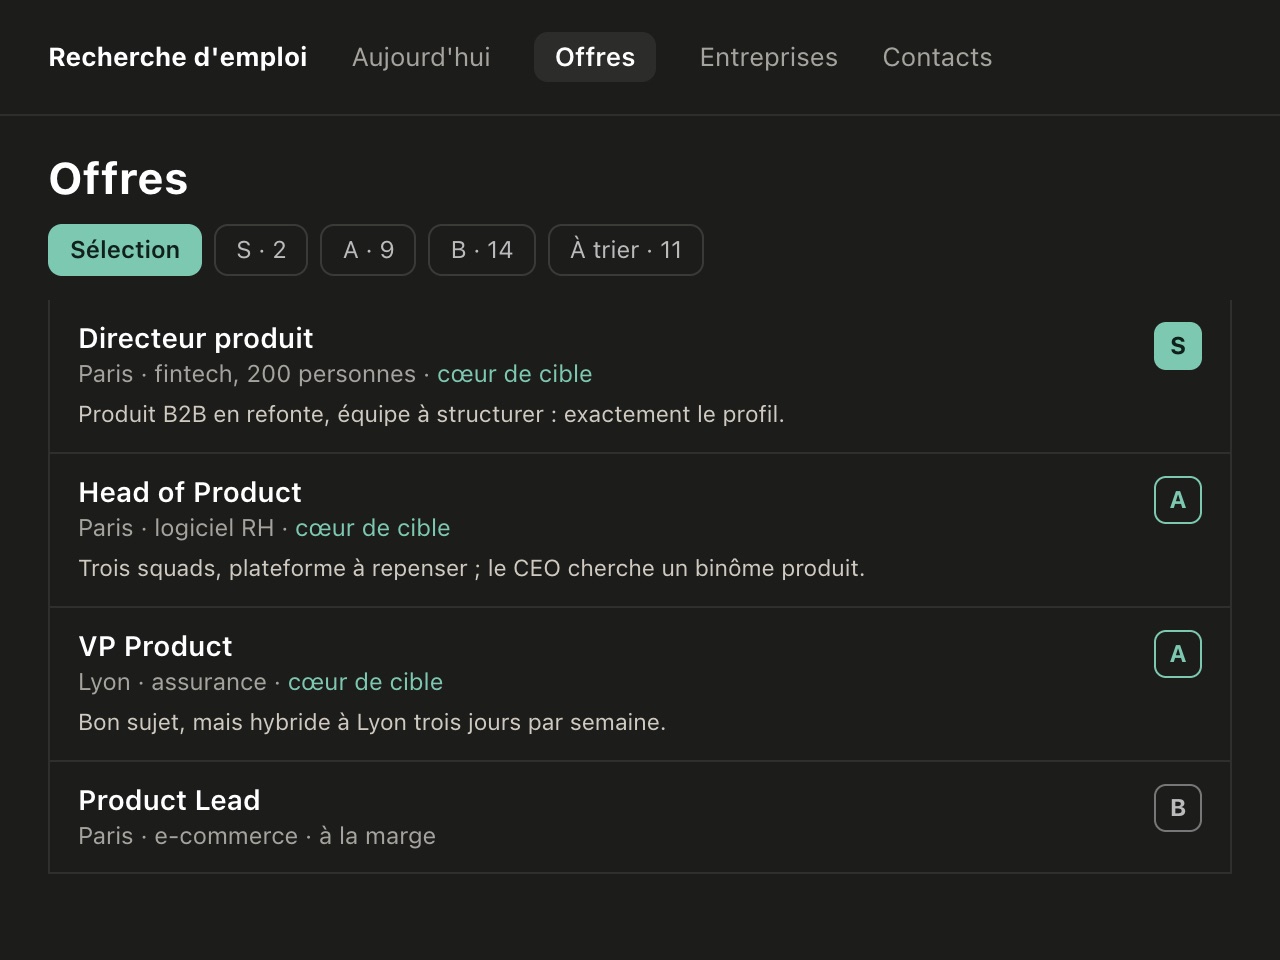 Recherche d'emploi
Aujourd'hui
Offres
Entreprises
Contacts
Offres
Sélection
S · 2
A · 9
B · 14
À trier · 11
Directeur produit
S
Paris · fintech, 200 personnes · cœur de cible
Produit B2B en refonte, équipe à structurer : exactement le profil.
Head of Product
A
Paris · logiciel RH · cœur de cible
Trois squads, plateforme à repenser ; le CEO cherche un binôme produit.
VP Product
A
Lyon · assurance · cœur de cible
Bon sujet, mais hybride à Lyon trois jours par semaine.
Product Lead
B
Paris · e-commerce · à la marge